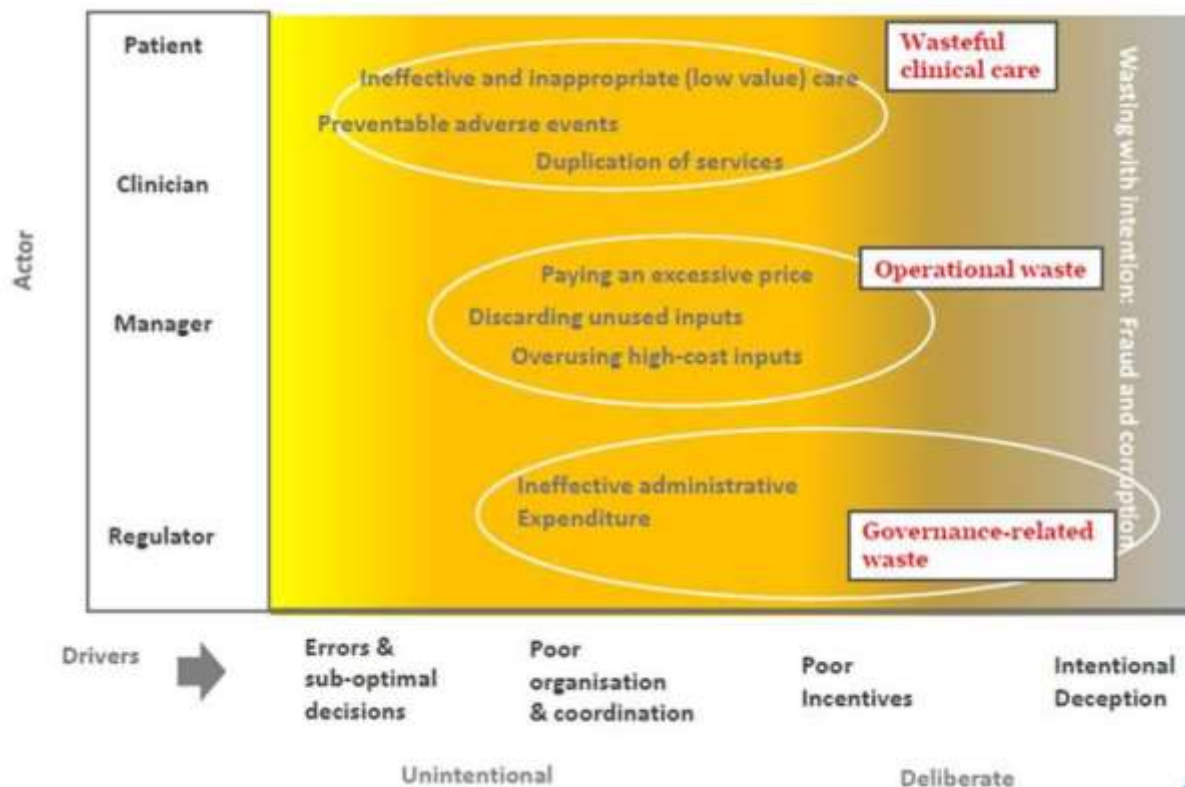 Patient
Wasteful
clinical care
Ineffective and inappropriate (low value) care
Preventable adverse events
Duplication of services
Clinician
Actor
Paying an excessive price
Operational waste
Discarding unused inputs
Manager
Overusing high-cost inputs
Wasting with intention: Fraud and corruption
Ineffective administrative
Expenditure
Regulator
Governance-related
waste
Drivers
Errors &
sub-optimal
decisions
Poor
organisation
& coordination
Poor
Incentives
Intentional
Deception
Unintentional
Deliberate